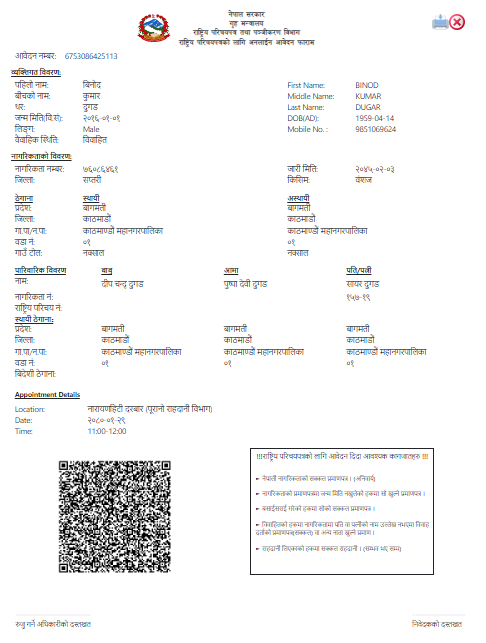 नेपाल सरकार
गृह मन्त्रालय
राष्ट्रिय परिचयपत्र तथा पञ्जीकरण विभाग
राष्ट्रिय परिचयपत्रको लागि अनलाईन आवेदन फाराम
आवेदन नम्बर: 6753086425113
व्यक्तिगत विवरण:
पहिलो नाम: बिनोद First Name: BINOD
बीचको नाम: कुमार Middle Name: KUMAR
थर: दुगड Last Name: DUGAR
जन्म मिति(वि.सं): २०१६-०१-०१ DOB(AD): 1959-04-14
लिङ्ग: Male Mobile No. : 9851069624
वैवाहिक स्थिति: विवाहित
नागरिकताको विवरण:
नागरिकता नम्बर: ७६०८६४६१ जारी मिति: २०४५-०२-०३
जिल्ला: सप्तरी किसिम: वंशज
ठेगाना स्थायी अस्थायी
प्रदेश: बागमती बागमती
जिल्ला: काठमाडौं काठमाडौं
गा.पा/न.पा: काठमाण्डौं महानगरपालिका काठमाण्डौं महानगरपालिका
वडा नं: ०१ ०१
गाउँ टोल: नक्साल नक्साल
पारिवारिक विवरण बाबु आमा पति/पत्नी
नाम: दीप चन्द्र दुगड पुष्पा देवी दुगड सायर दुगड
नागरिकता नं: १५७-१९
राष्ट्रिय परिचय नं:
स्थायी ठेगाना:
प्रदेश: बागमती बागमती बागमती
जिल्ला: काठमाडौं काठमाडौं काठमाडौं
गा.पा/न.पा: काठमाण्डौं महानगरपालिका काठमाण्डौं महानगरपालिका काठमाण्डौं महानगरपालिका
वडा नं: ०१ ०१ ०१
बिदेशी ठेगाना:
Appointment Details
Location: नारायणहिटी दरबार (पूरानो राहदानी विभाग)
Date: २०८०-०१-२९
Time: 11:00-12:00
!!!राष्ट्रिय परिचयपत्रको लागि आवेदन दिदा आवश्यक कागजातहरु !!!
नेपाली नागरिकताको सक्कल प्रमाणपत्र । (अनिवार्य)
नागरिकताको प्रमाणपत्रमा जन्म मिति नखुलेको हकमा सो खुल्ने प्रमाणपत्र ।
बसाईसराई गरेको हकमा सोको सक्कल प्रमाणपत्र ।
विवाहितको हकमा नागरिकतामा पति वा पत्नीको नाम उल्लेख नभएमा विवाह
दर्ताको प्रमाणपत्र(सक्कल) वा अन्य नाता खुल्ने प्रमाण ।
राहदानी लिएकाको हकमा सक्कल राहदानी । (सम्भव भए सम्म)
रुजु गर्ने अधिकारीको दस्तखत निवेदकको दस्तखत